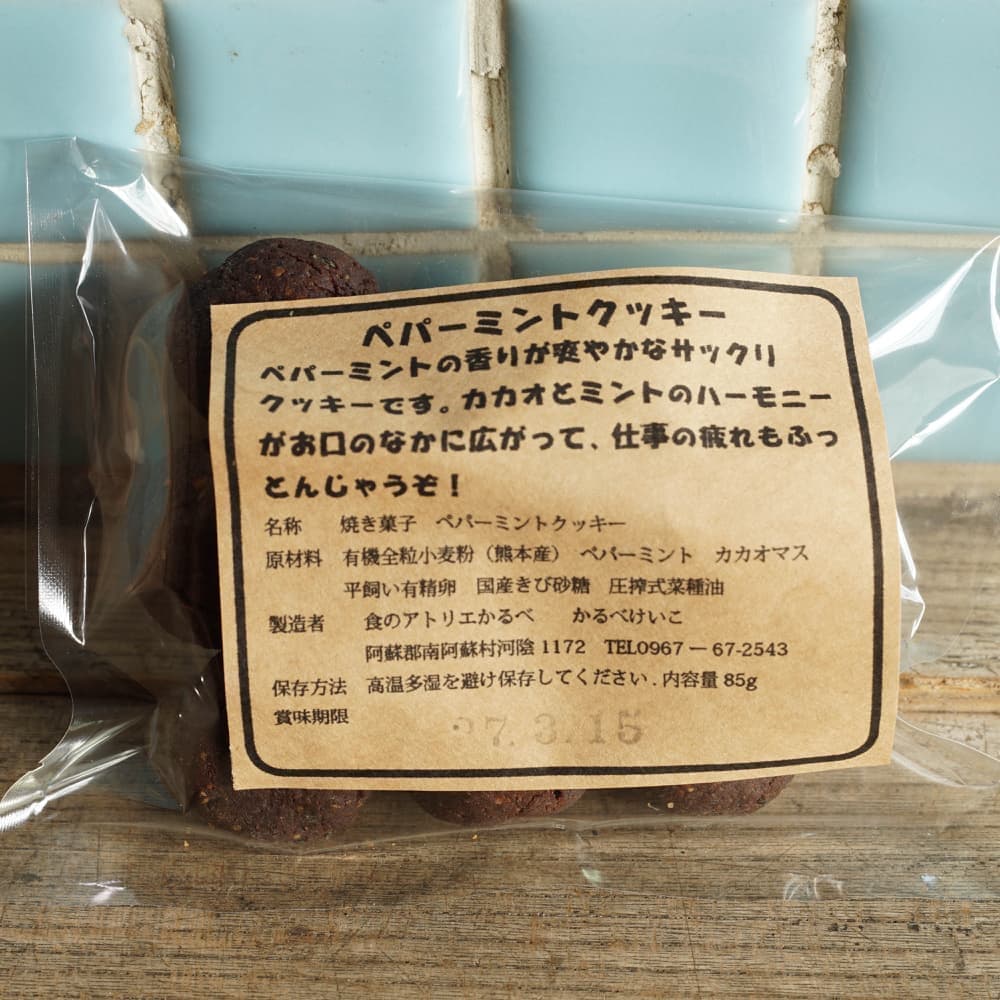 ペパーミントクッキー
ペパーミントの香りが爽やかなサックリ
クッキーです。カカオとミントのハーモニー
がお口のなかに広がって、仕事の疲れもふっ
とんじゃうぞ！
名称　焼き菓子　ペパーミントクッキー
原材料　有機全粒小麦粉（熊本産）　ペパーミント　カカオマス
平飼い有精卵　国産きび砂糖　圧搾式菜種油
製造者　食のアトリエかるべ　かるべけいこ
阿蘇郡南阿蘇村河陰 1172　TEL0967－67-2543
保存方法　高温多湿を避け保存してください．内容量 85g
賞味期限　7. 3. 15